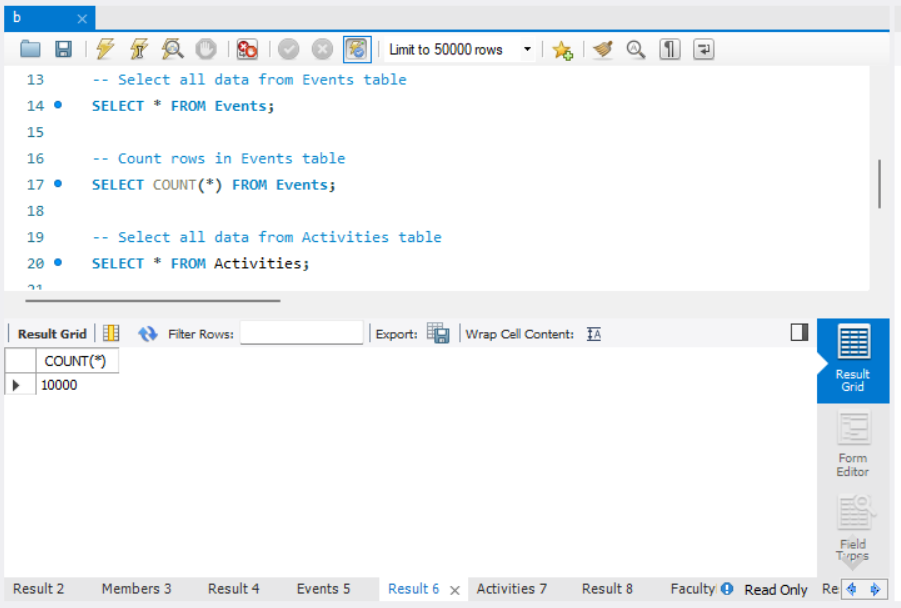 b
Limit to 50000 rows
13 -- Select all data from Events table
14 SELECT * FROM Events;
15
16 -- Count rows in Events table
17 SELECT COUNT(*) FROM Events;
18
19 -- Select all data from Activities table
20 SELECT * FROM Activities;
21
Result Grid Filter Rows: Export: Wrap Cell Content:
COUNT(*)
10000
Result
Grid
Form
Editor
Field
Types
Result 2 Members 3 Result 4 Events 5 Result 6 Activities 7 Result 8 Faculty Read Only Re